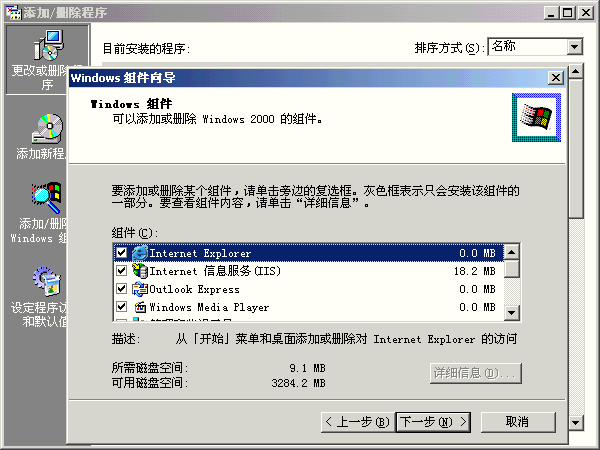 添加/删除程序
更改或删除程
序
目前安装的程序:
排序方式(S): 名称
添加新程
添加/删除
Windows 组
设定程序访
和默认值
Windows 组件向导
Windows 组件
可以添加或删除 Windows 2000 的组件。
要添加或删除某个组件，请单击旁边的复选框。灰色框表示只会安装该组件的
一部分。要查看组件内容，请单击“详细信息”。
组件(C):
Internet Explorer 0.0 MB
Internet 信息服务(IIS) 18.2 MB
Outlook Express 0.0 MB
Windows Media Player 0.0 MB
描述: 从「开始」菜单和桌面添加或删除对 Internet Explorer 的访问
所需磁盘空间: 9.1 MB
可用磁盘空间: 3284.2 MB
详细信息(D)...
< 上一步(B) 下一步(N) > 取消